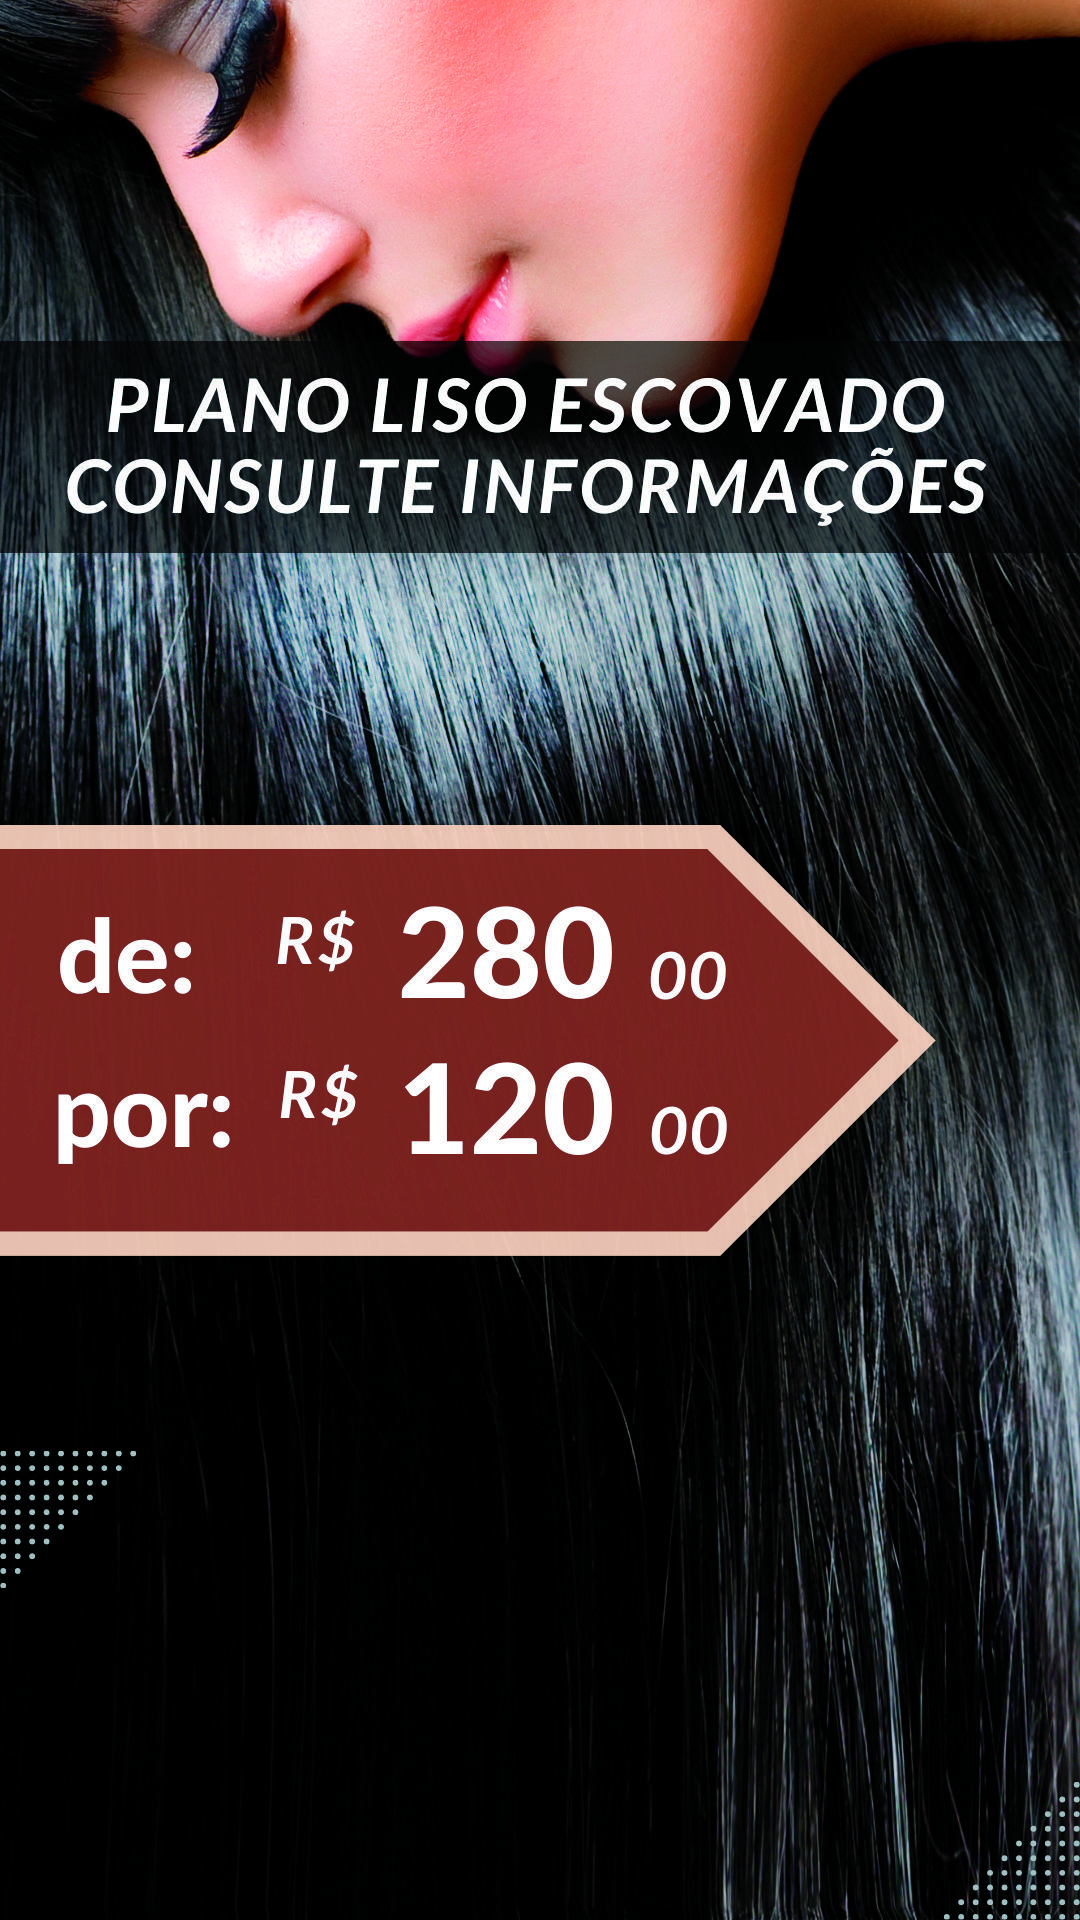 PLANO LISO ESCOVADO
CONSULTE INFORMAÇÕES
de: R$ 280 00
por: R$ 120 00